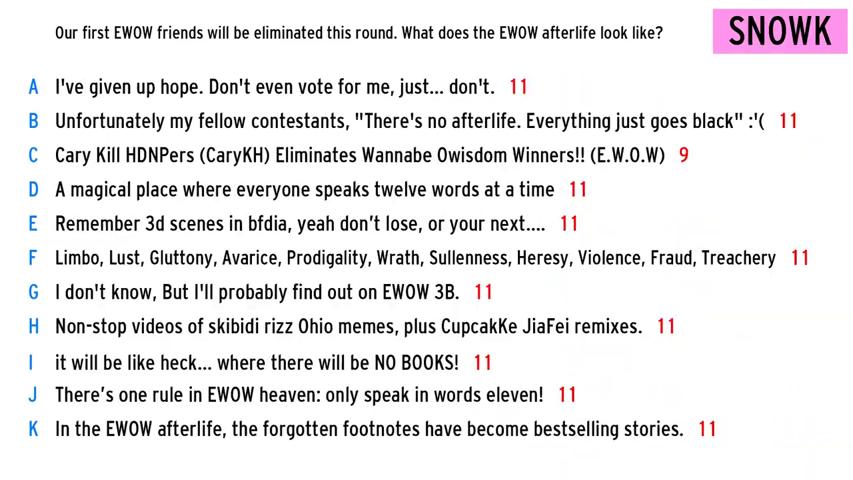 Our first EWOW friends will be eliminated this round. What does the EWOW afterlife look like?
SNOWK
A I've given up hope. Don't even vote for me, just... don't. 11
B Unfortunately my fellow contestants, "There's no afterlife. Everything just goes black" :'( 11
C Cary Kill HDNPers (CaryKH) Eliminates Wannabe Owisdom Winners!! (E.W.O.W) 9
D A magical place where everyone speaks twelve words at a time 11
E Remember 3d scenes in bfdia, yeah don’t lose, or your next.... 11
F Limbo, Lust, Gluttony, Avarice, Prodigality, Wrath, Sullenness, Heresy, Violence, Fraud, Treachery 11
G I don't know, But I'll probably find out on EWOW 3B. 11
H Non-stop videos of skibidi rizz Ohio memes, plus CupcakKe JiaFei remixes. 11
I it will be like heck... where there will be NO BOOKS! 11
J There’s one rule in EWOW heaven: only speak in words eleven! 11
K In the EWOW afterlife, the forgotten footnotes have become bestselling stories. 11